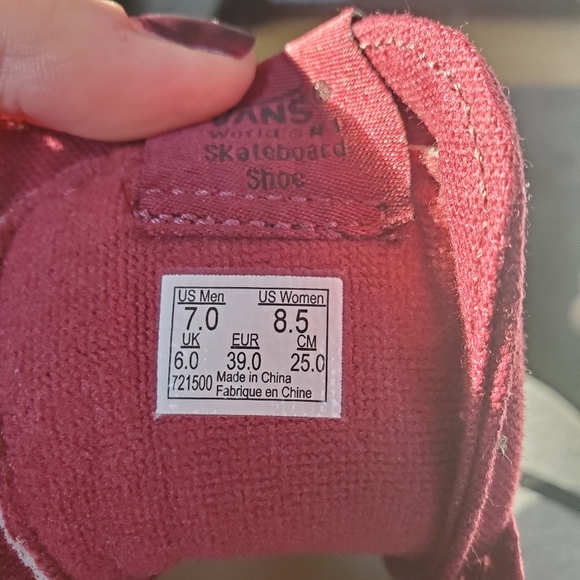 VANS
World's #1
Skateboard
Shoe
US Men US Women
7.0 8.5
UK EUR CM
6.0 39.0 25.0
721500 Made in China
Fabrique en Chine